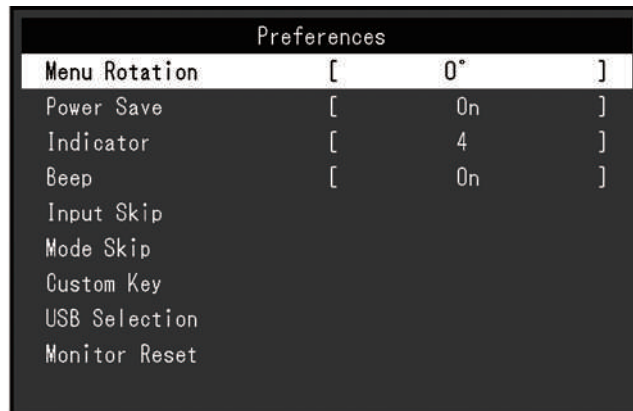 Preferences
Menu Rotation [ 0° ]
Power Save [ On ]
Indicator [ 4 ]
Beep [ On ]
Input Skip
Mode Skip
Custom Key
USB Selection
Monitor Reset